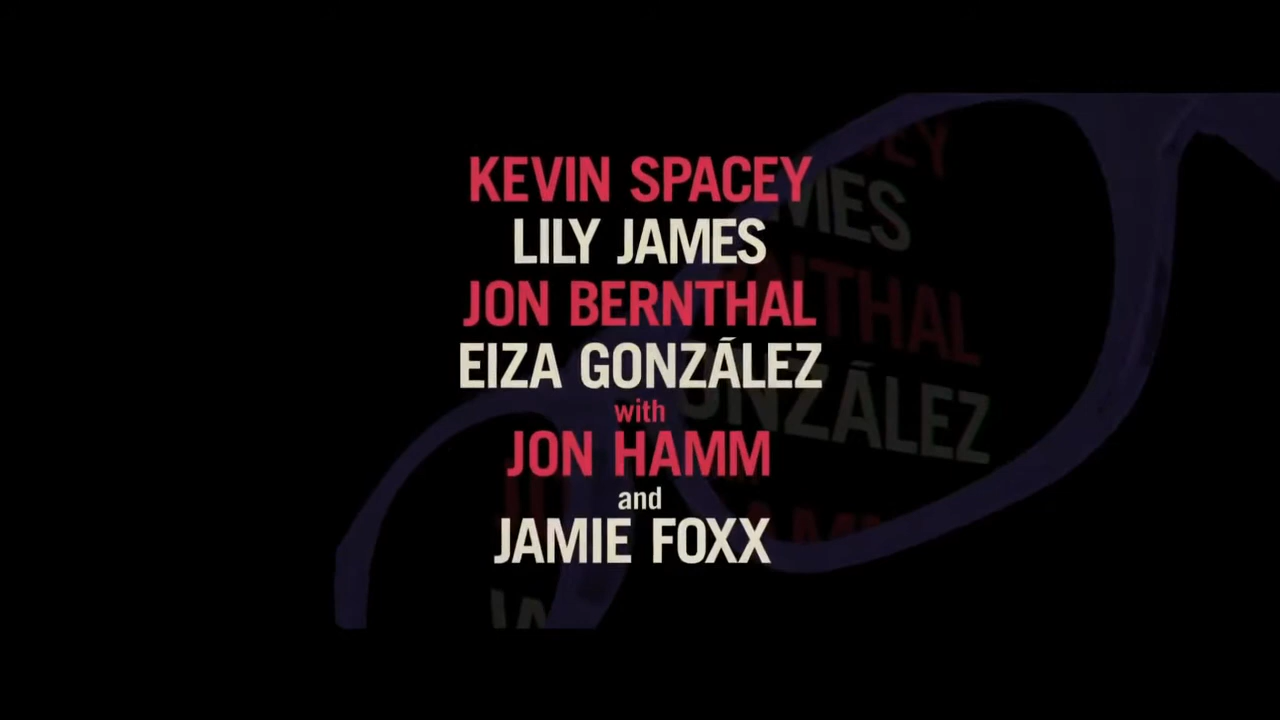 KEVIN SPACEY
LILY JAMES
JON BERNTHAL
EIZA GONZÁLEZ
with
JON HAMM
and
JAMIE FOXX